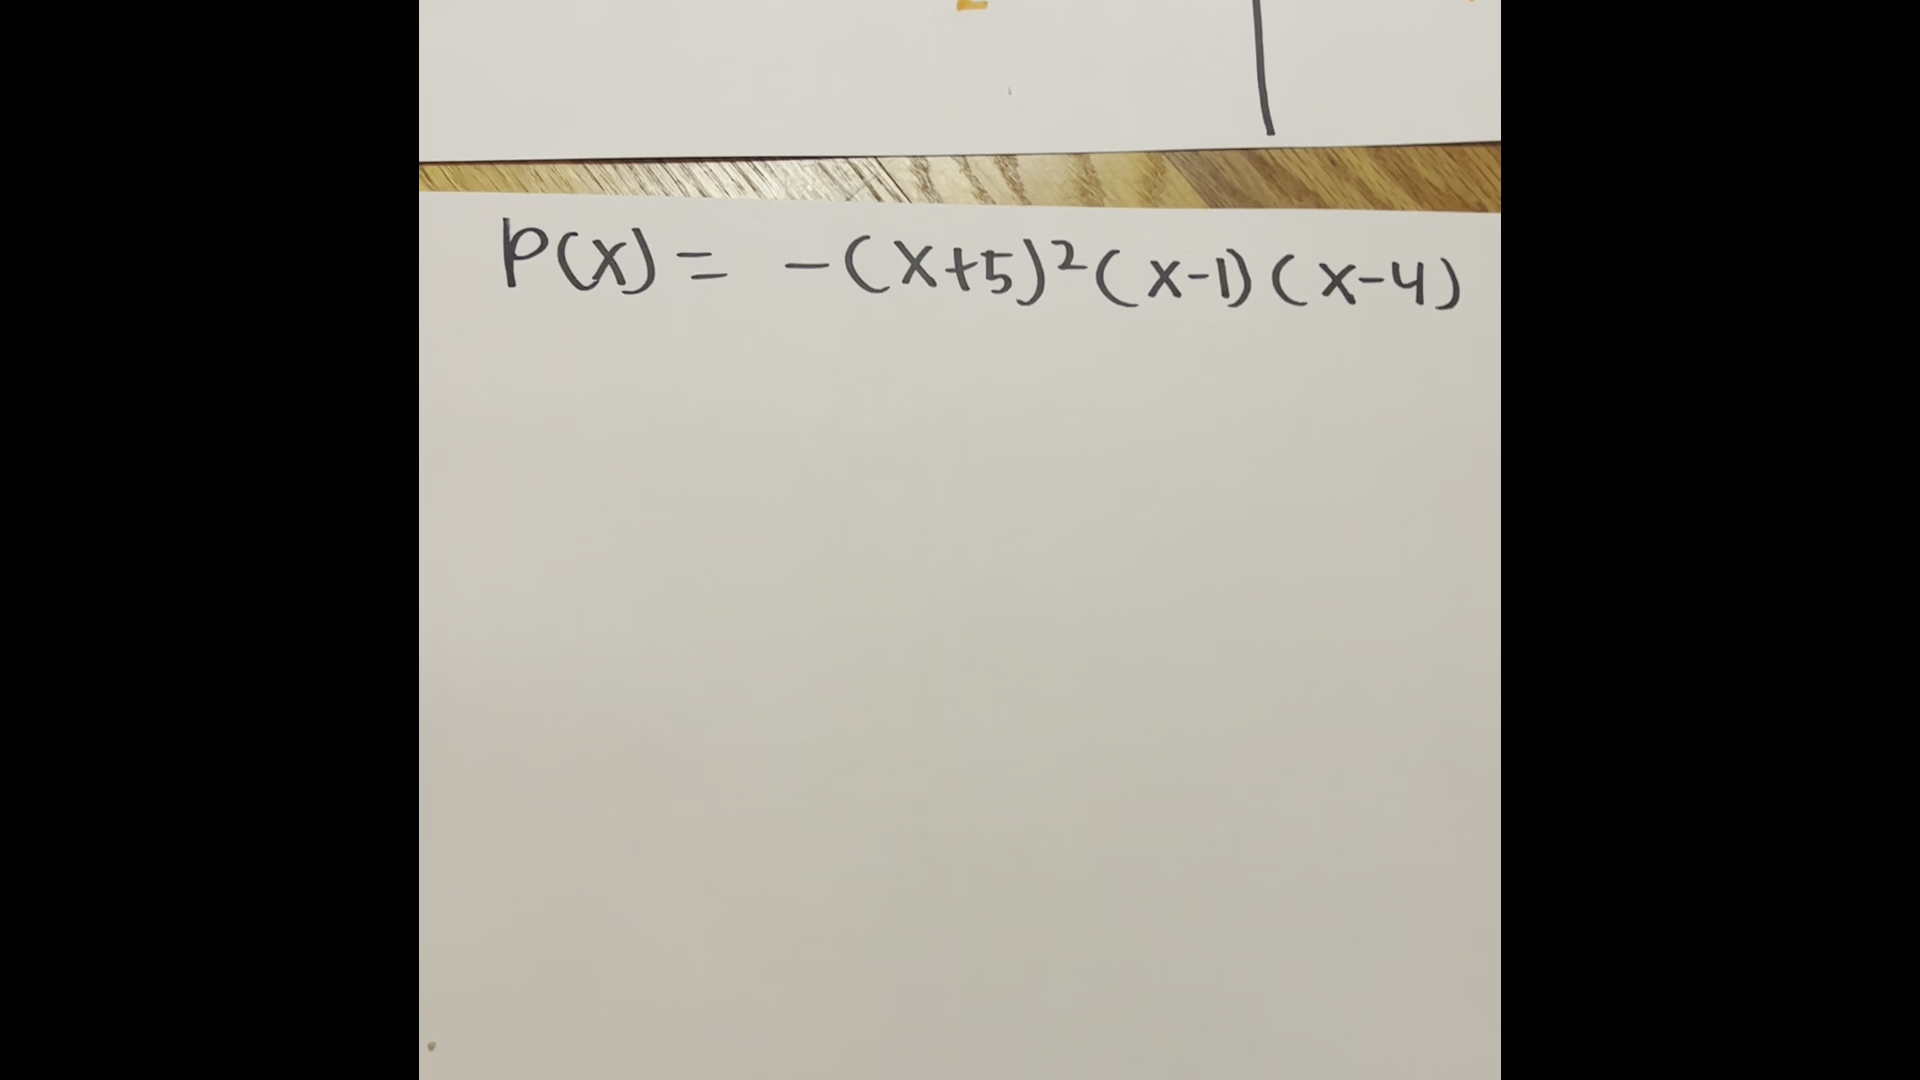 P(x) = -(x+5)²(x-1)(x-4)